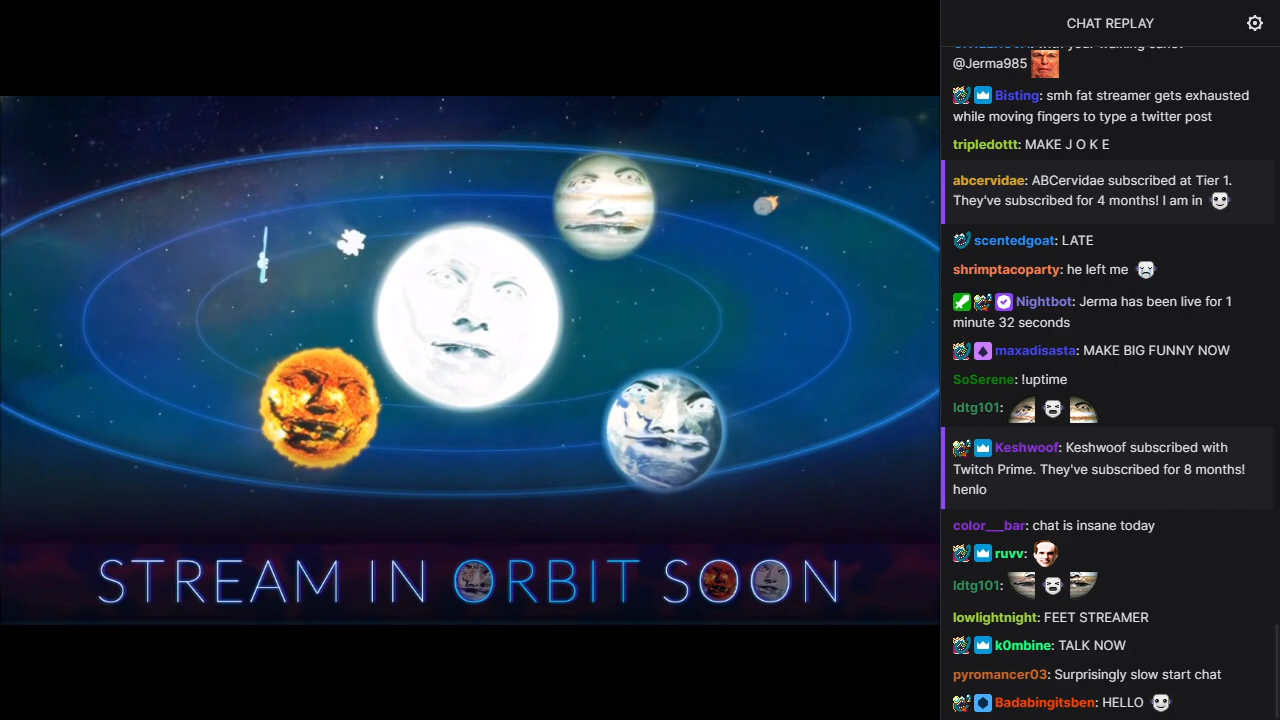 STREAM IN ORBIT SOON
CHAT REPLAY
@Jerma985
Bisting: smh fat streamer gets exhausted
while moving fingers to type a twitter post
tripledottt: MAKE J O K E
abcervidae: ABCervidae subscribed at Tier 1.
They've subscribed for 4 months! I am in
scentedgoat: LATE
shrimptacoparty: he left me
Nightbot: Jerma has been live for 1
minute 32 seconds
maxadisasta: MAKE BIG FUNNY NOW
SoSerene: !uptime
ldtg101:
Keshwoof: Keshwoof subscribed with
Twitch Prime. They've subscribed for 8 months!
henlo
color___bar: chat is insane today
ruvv:
ldtg101:
lowlightnight: FEET STREAMER
k0mbine: TALK NOW
pyromancer03: Surprisingly slow start chat
Badabingitsben: HELLO